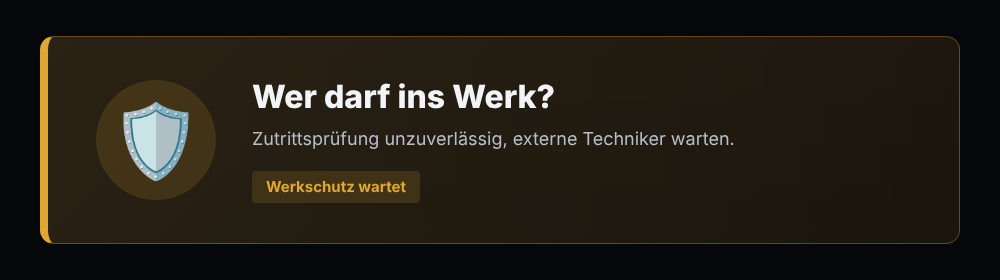 Wer darf ins Werk?
Zutrittsprüfung unzuverlässig, externe Techniker warten.
Werkschutz wartet